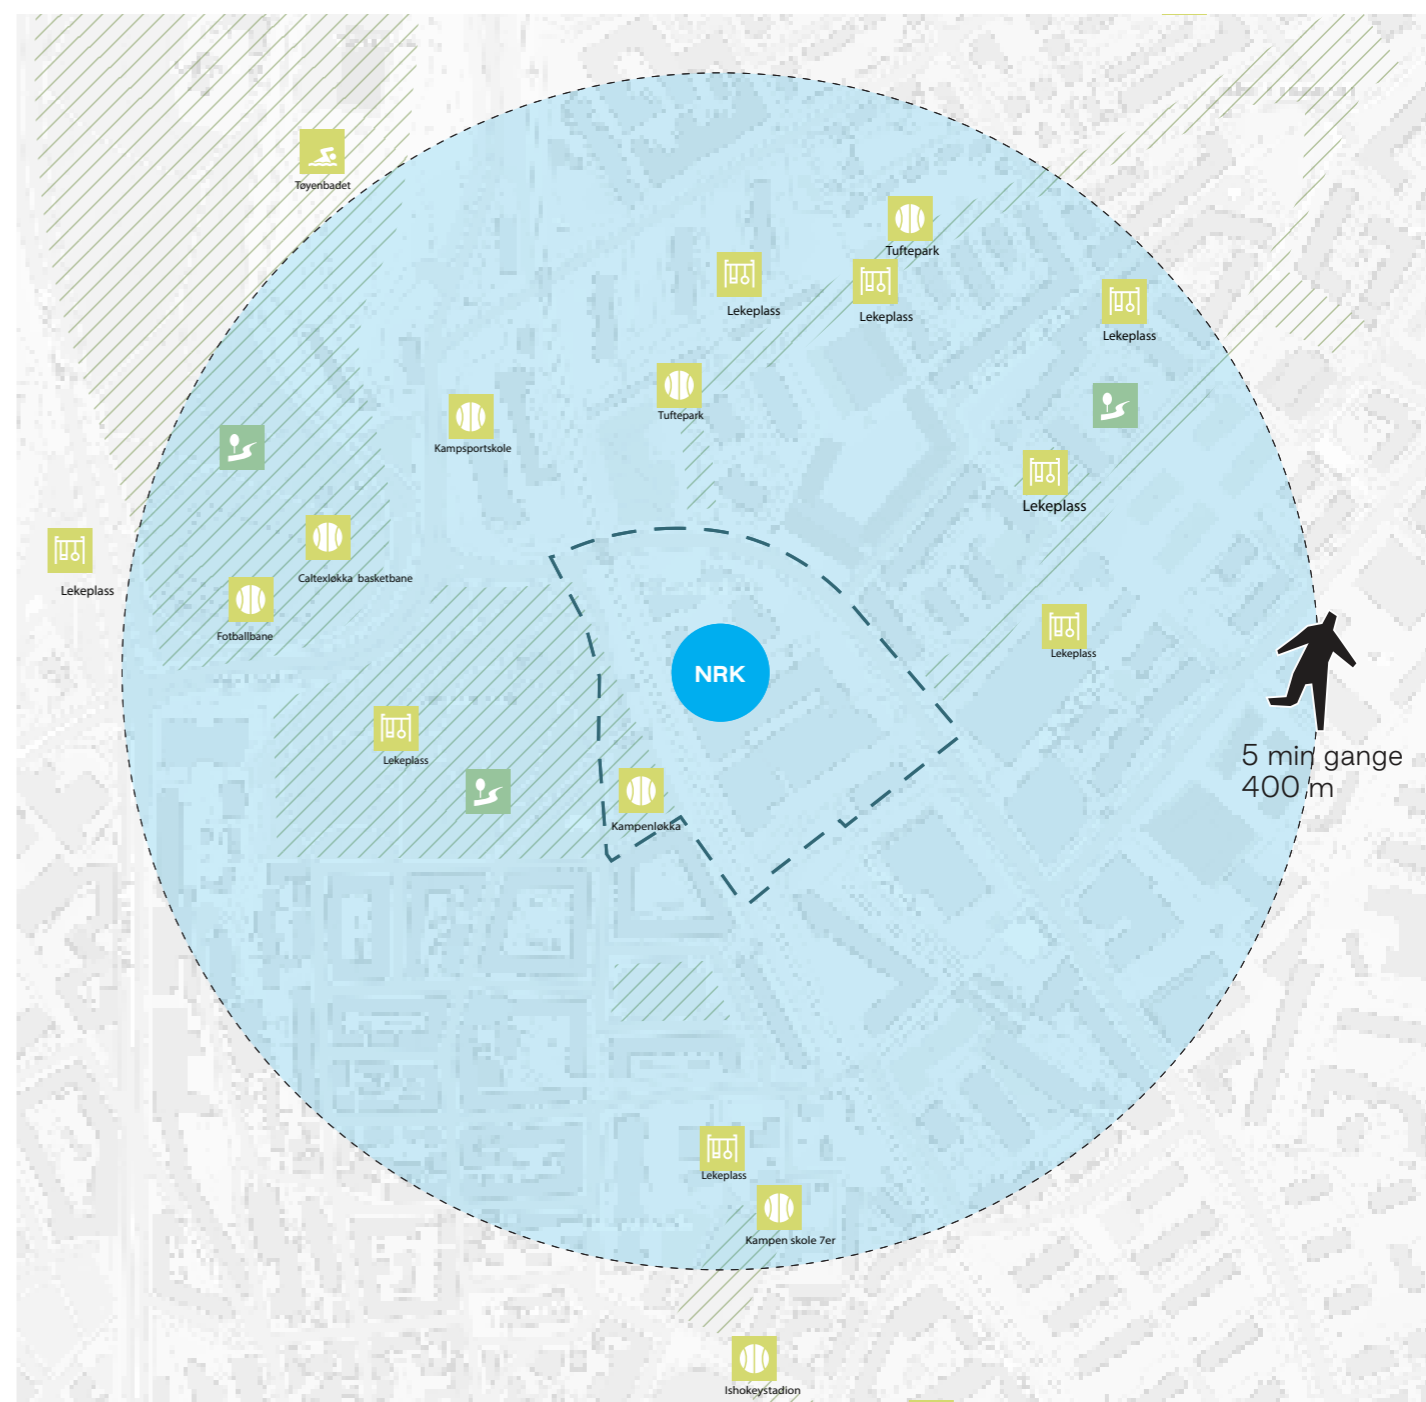 Tøyenbadet
Tuftepark
Lekeplass
Lekeplass
Lekeplass
Tuftepark
Kampsportskole
Lekeplass
Caltexløkka basketbane
Lekeplass
Fotballbane
Lekeplass
NRK
Lekeplass
5 min gange
400 m
Kampenløkka
Lekeplass
Kampen skole 7er
Ishokeystadion